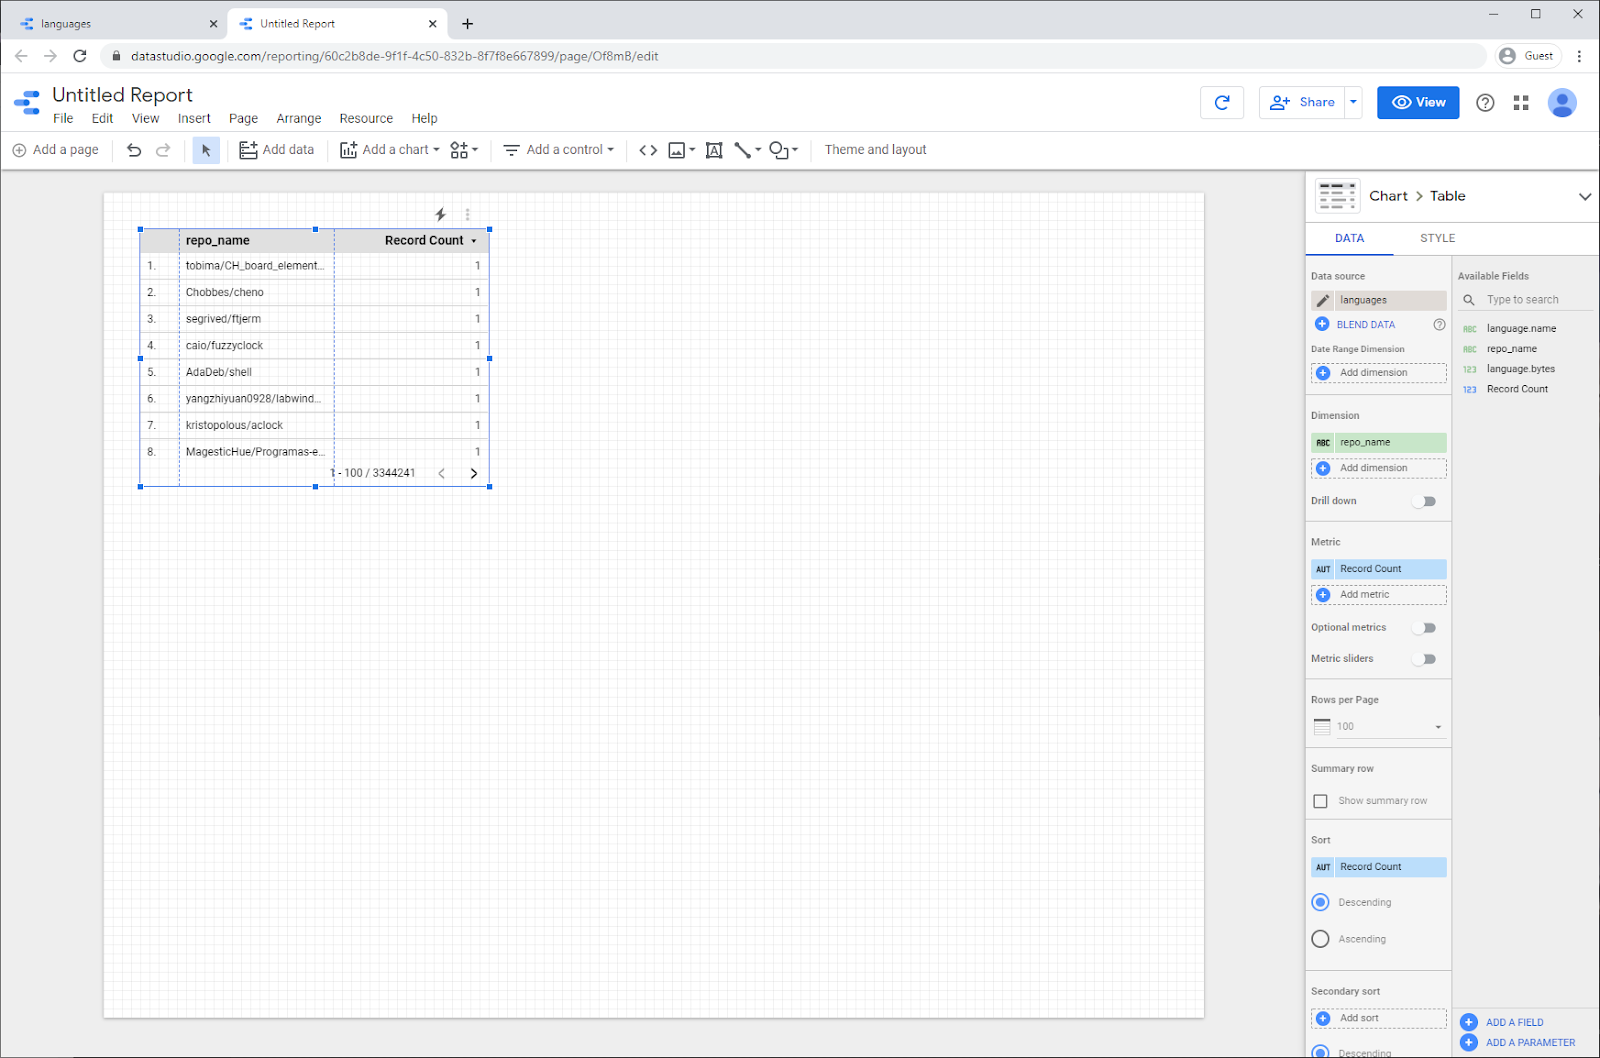 languages
Untitled Report
datastudio.google.com/reporting/60c2b8de-9f1f-4c50-832b-8f7f8e667899/page/Of8mB/edit
Guest
Untitled Report
File Edit View Insert Page Arrange Resource Help
Share
View
Add a page
Add data
Add a chart
Add a control
Theme and layout
repo_name Record Count
1. tobima/CH_board_element... 1
2. Chobbes/cheno 1
3. segrived/ftjerm 1
4. caio/fuzzyclock 1
5. AdaDeb/shell 1
6. yangzhiyuan0928/labwind... 1
7. kristopolous/aclock 1
8. MagesticHue/Programas-e... 1
1 - 100 / 3344241
Chart > Table
DATA STYLE
Data source
languages
BLEND DATA
Date Range Dimension
Add dimension
Dimension
ABC repo_name
Add dimension
Drill down
Metric
AUT Record Count
Add metric
Optional metrics
Metric sliders
Rows per Page
100
Summary row
Show summary row
Sort
AUT Record Count
Descending
Ascending
Secondary sort
Add sort
Descending
Available Fields
Type to search
ABC language.name
ABC repo_name
123 language.bytes
123 Record Count
ADD A FIELD
ADD A PARAMETER